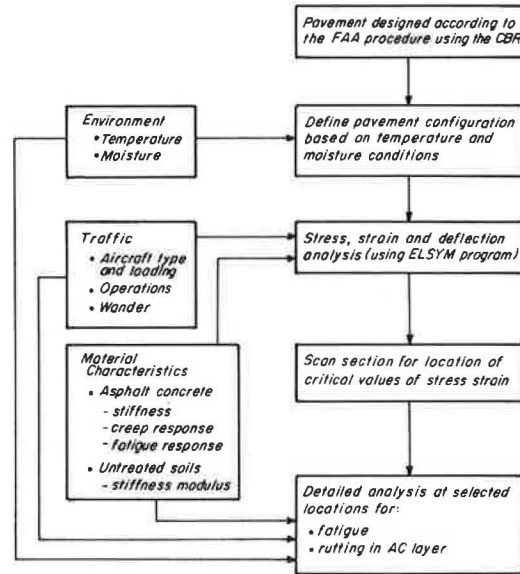 Pavement designed according to
the FAA procedure using the CBR
Environment
• Temperature
• Moisture
Define pavement configuration
based on temperature and
moisture conditions
Traffic
• Aircraft type
and loading
• Operations
• Wander
Stress, strain and deflection
analysis (using ELSYM program)
Material
Characteristics
• Asphalt concrete
- stiffness
- creep response
- fatigue response
• Untreated soils
- stiffness modulus
Scan section for location of
critical values of stress strain
Detailed analysis at selected
locations for:
• fatigue
• rutting in AC layer